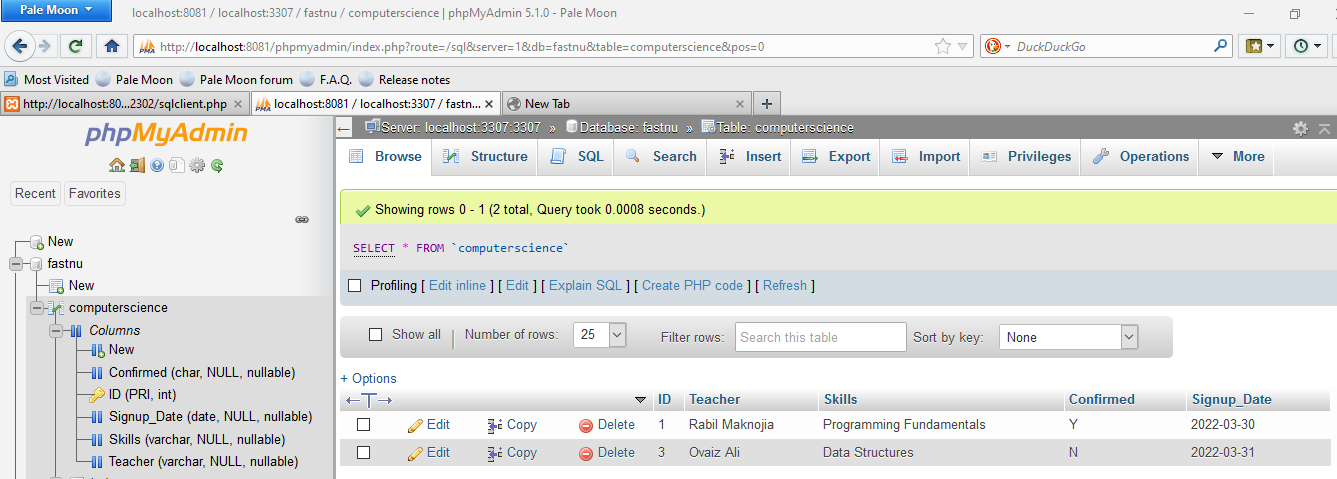 Pale Moon
localhost:8081 / localhost:3307 / fastnu / computerscience | phpMyAdmin 5.1.0 - Pale Moon
http://localhost:8081/phpmyadmin/index.php?route=/sql&server=1&db=fastnu&table=computerscience&pos=0
DuckDuckGo
Most Visited Pale Moon Pale Moon forum F.A.Q. Release notes
http://localhost:80...2302/sqlclient.php localhost:8081 / localhost:3307 / fastn... New Tab
phpMyAdmin
Server: localhost:3307:3307 » Database: fastnu » Table: computerscience
Browse Structure SQL Search Insert Export Import Privileges Operations More
Recent Favorites
Showing rows 0 - 1 (2 total, Query took 0.0008 seconds.)
SELECT * FROM `computerscience`
Profiling [ Edit inline ] [ Edit ] [ Explain SQL ] [ Create PHP code ] [ Refresh ]
New
fastnu
New
computerscience
Columns
New
Confirmed (char, NULL, nullable)
ID (PRI, int)
Signup_Date (date, NULL, nullable)
Skills (varchar, NULL, nullable)
Teacher (varchar, NULL, nullable)
Show all Number of rows: 25 Filter rows: Search this table Sort by key: None
+ Options
ID Teacher Skills Confirmed Signup_Date
Edit Copy Delete 1 Rabil Maknojia Programming Fundamentals Y 2022-03-30
Edit Copy Delete 3 Ovaiz Ali Data Structures N 2022-03-31